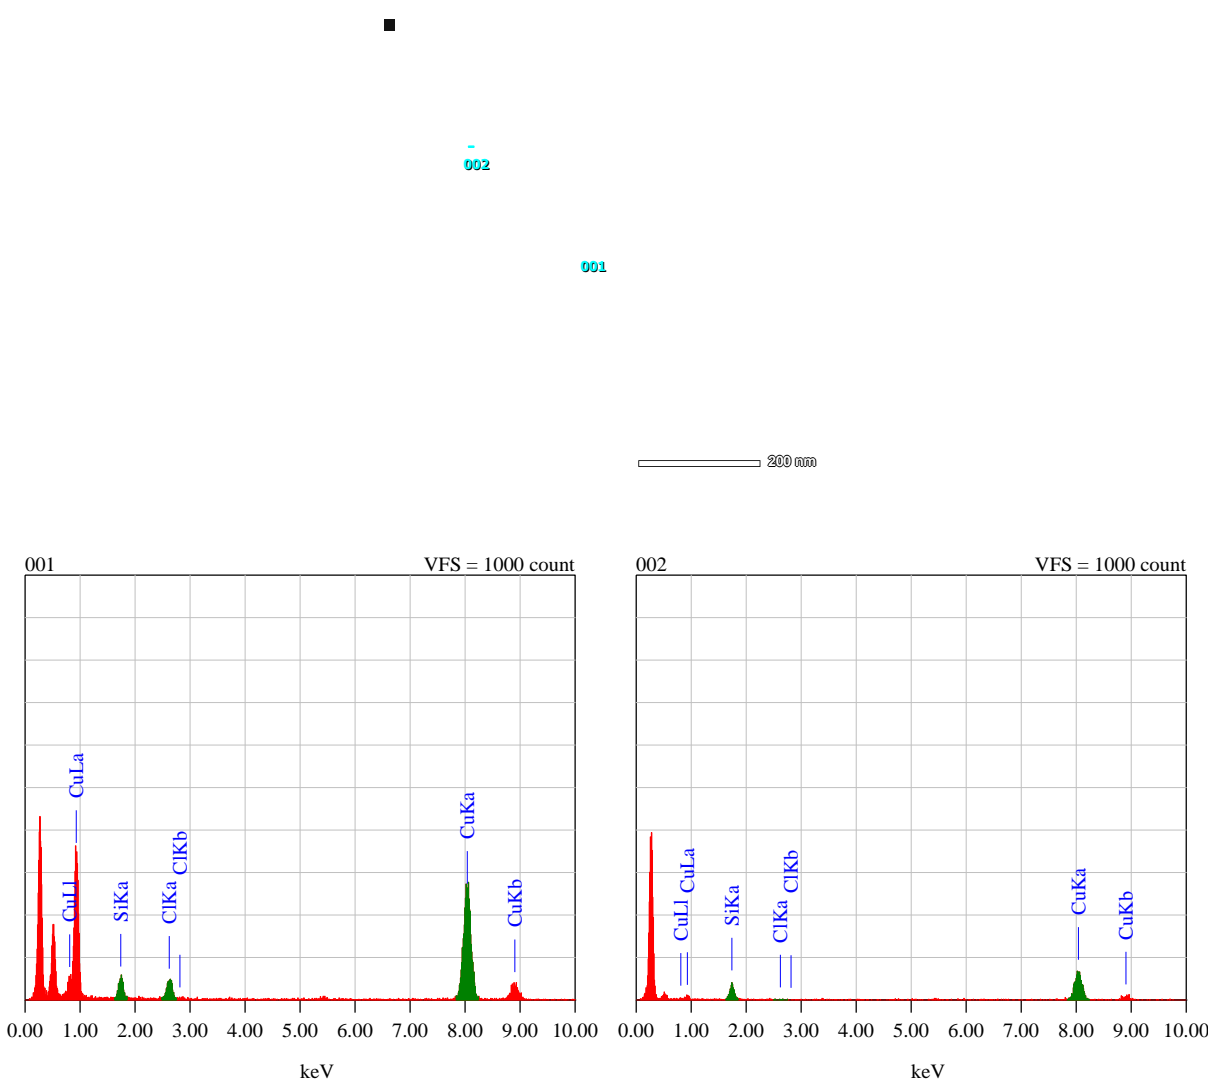 002
001
200 nm
001 VFS = 1000 count
CuLl CuLa SiKa ClKa ClKb CuKa CuKb
0.00 1.00 2.00 3.00 4.00 5.00 6.00 7.00 8.00 9.00 10.00
keV
002 VFS = 1000 count
CuLl CuLa SiKa ClKa ClKb CuKa CuKb
0.00 1.00 2.00 3.00 4.00 5.00 6.00 7.00 8.00 9.00 10.00
keV